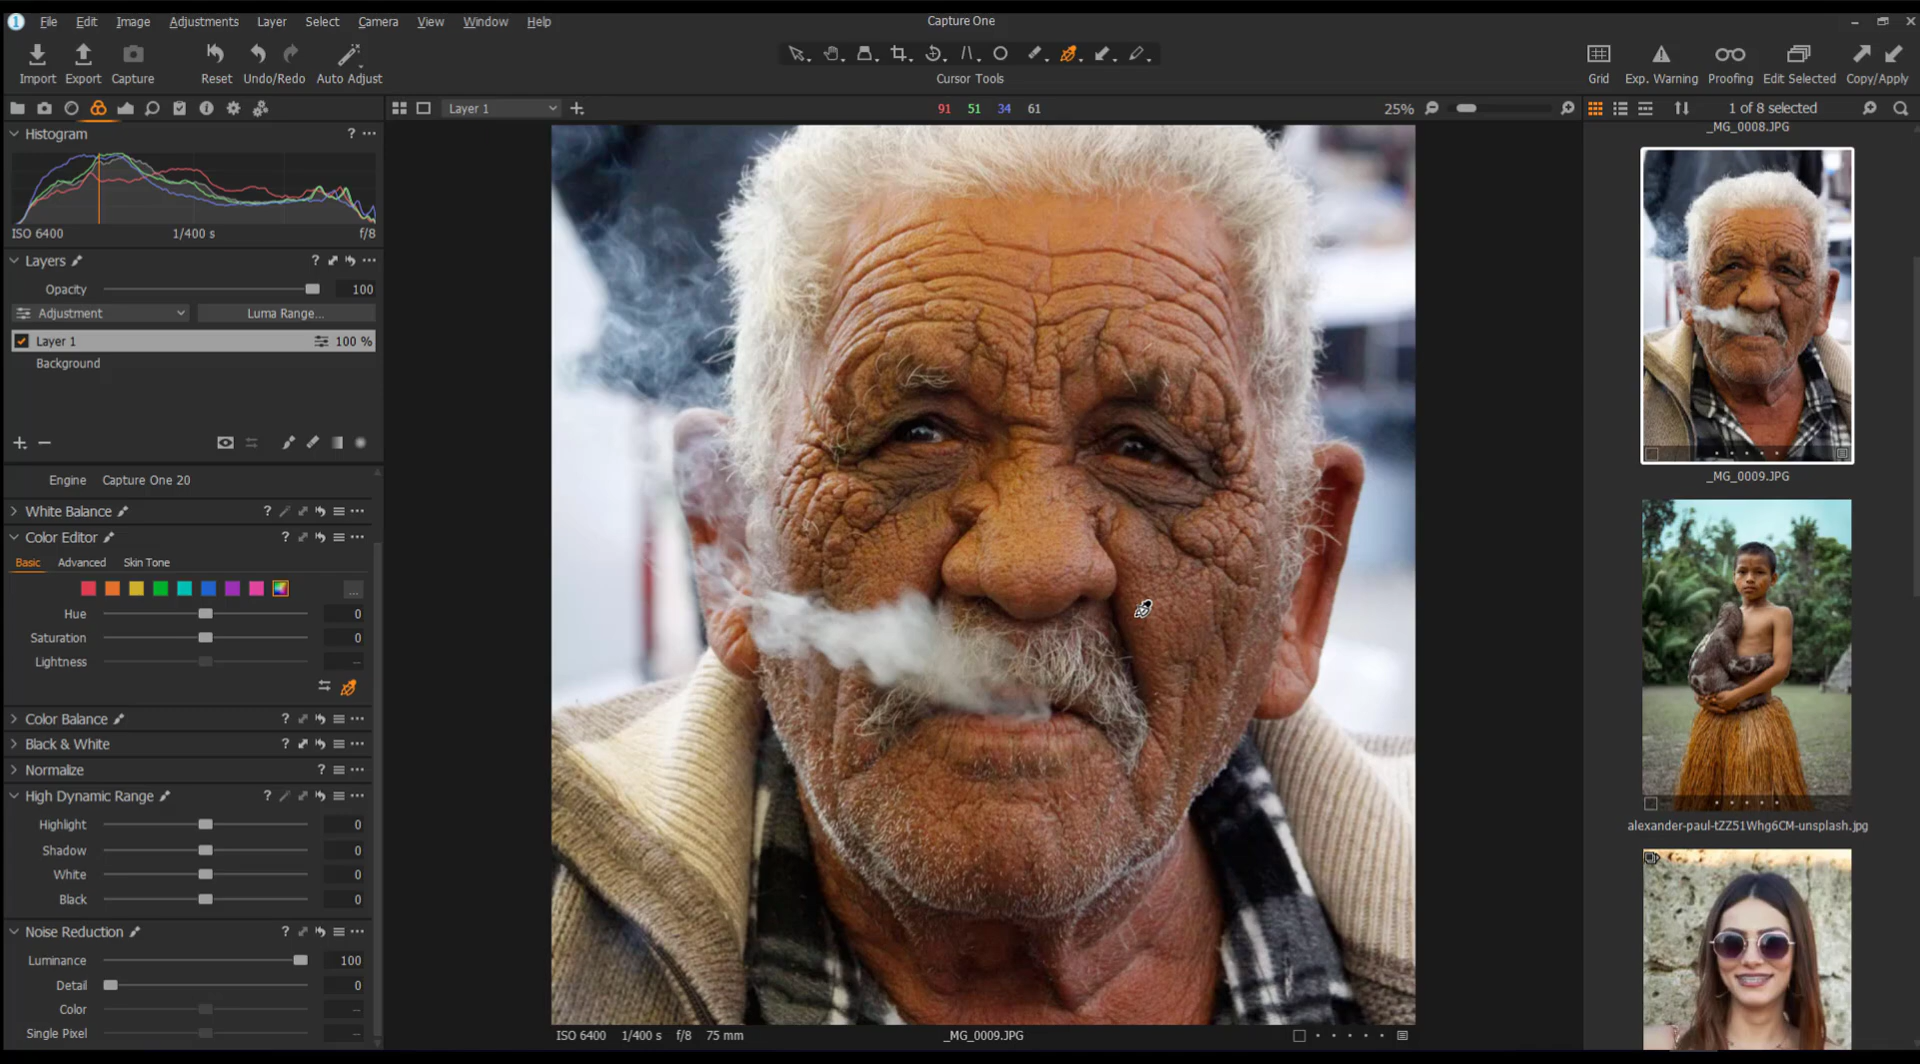 File Edit Image Adjustments Layer Select Camera View Window Help
Capture One
Import Export Capture Reset Undo/Redo Auto Adjust
Cursor Tools
Grid Exp. Warning Proofing Edit Selected Copy/Apply
Layer 1
91 51 34 61
25%
1 of 8 selected
Histogram ?
ISO 6400 1/400 s f/8
Layers ?
Opacity 100
Adjustment Luma Range...
Layer 1 100 %
Background
Engine Capture One 20
White Balance ?
Color Editor ?
Basic Advanced Skin Tone
...
Hue 0
Saturation 0
Lightness --
Color Balance ?
Black & White ?
Normalize ?
High Dynamic Range ?
Highlight 0
Shadow 0
White 0
Black 0
Noise Reduction ?
Luminance 100
Detail 0
Color --
Single Pixel --
ISO 6400 1/400 s f/8 75 mm _MG_0009.JPG
_MG_0008.JPG
_MG_0009.JPG
alexander-paul-tZZ51Whg6CM-unsplash.jpg